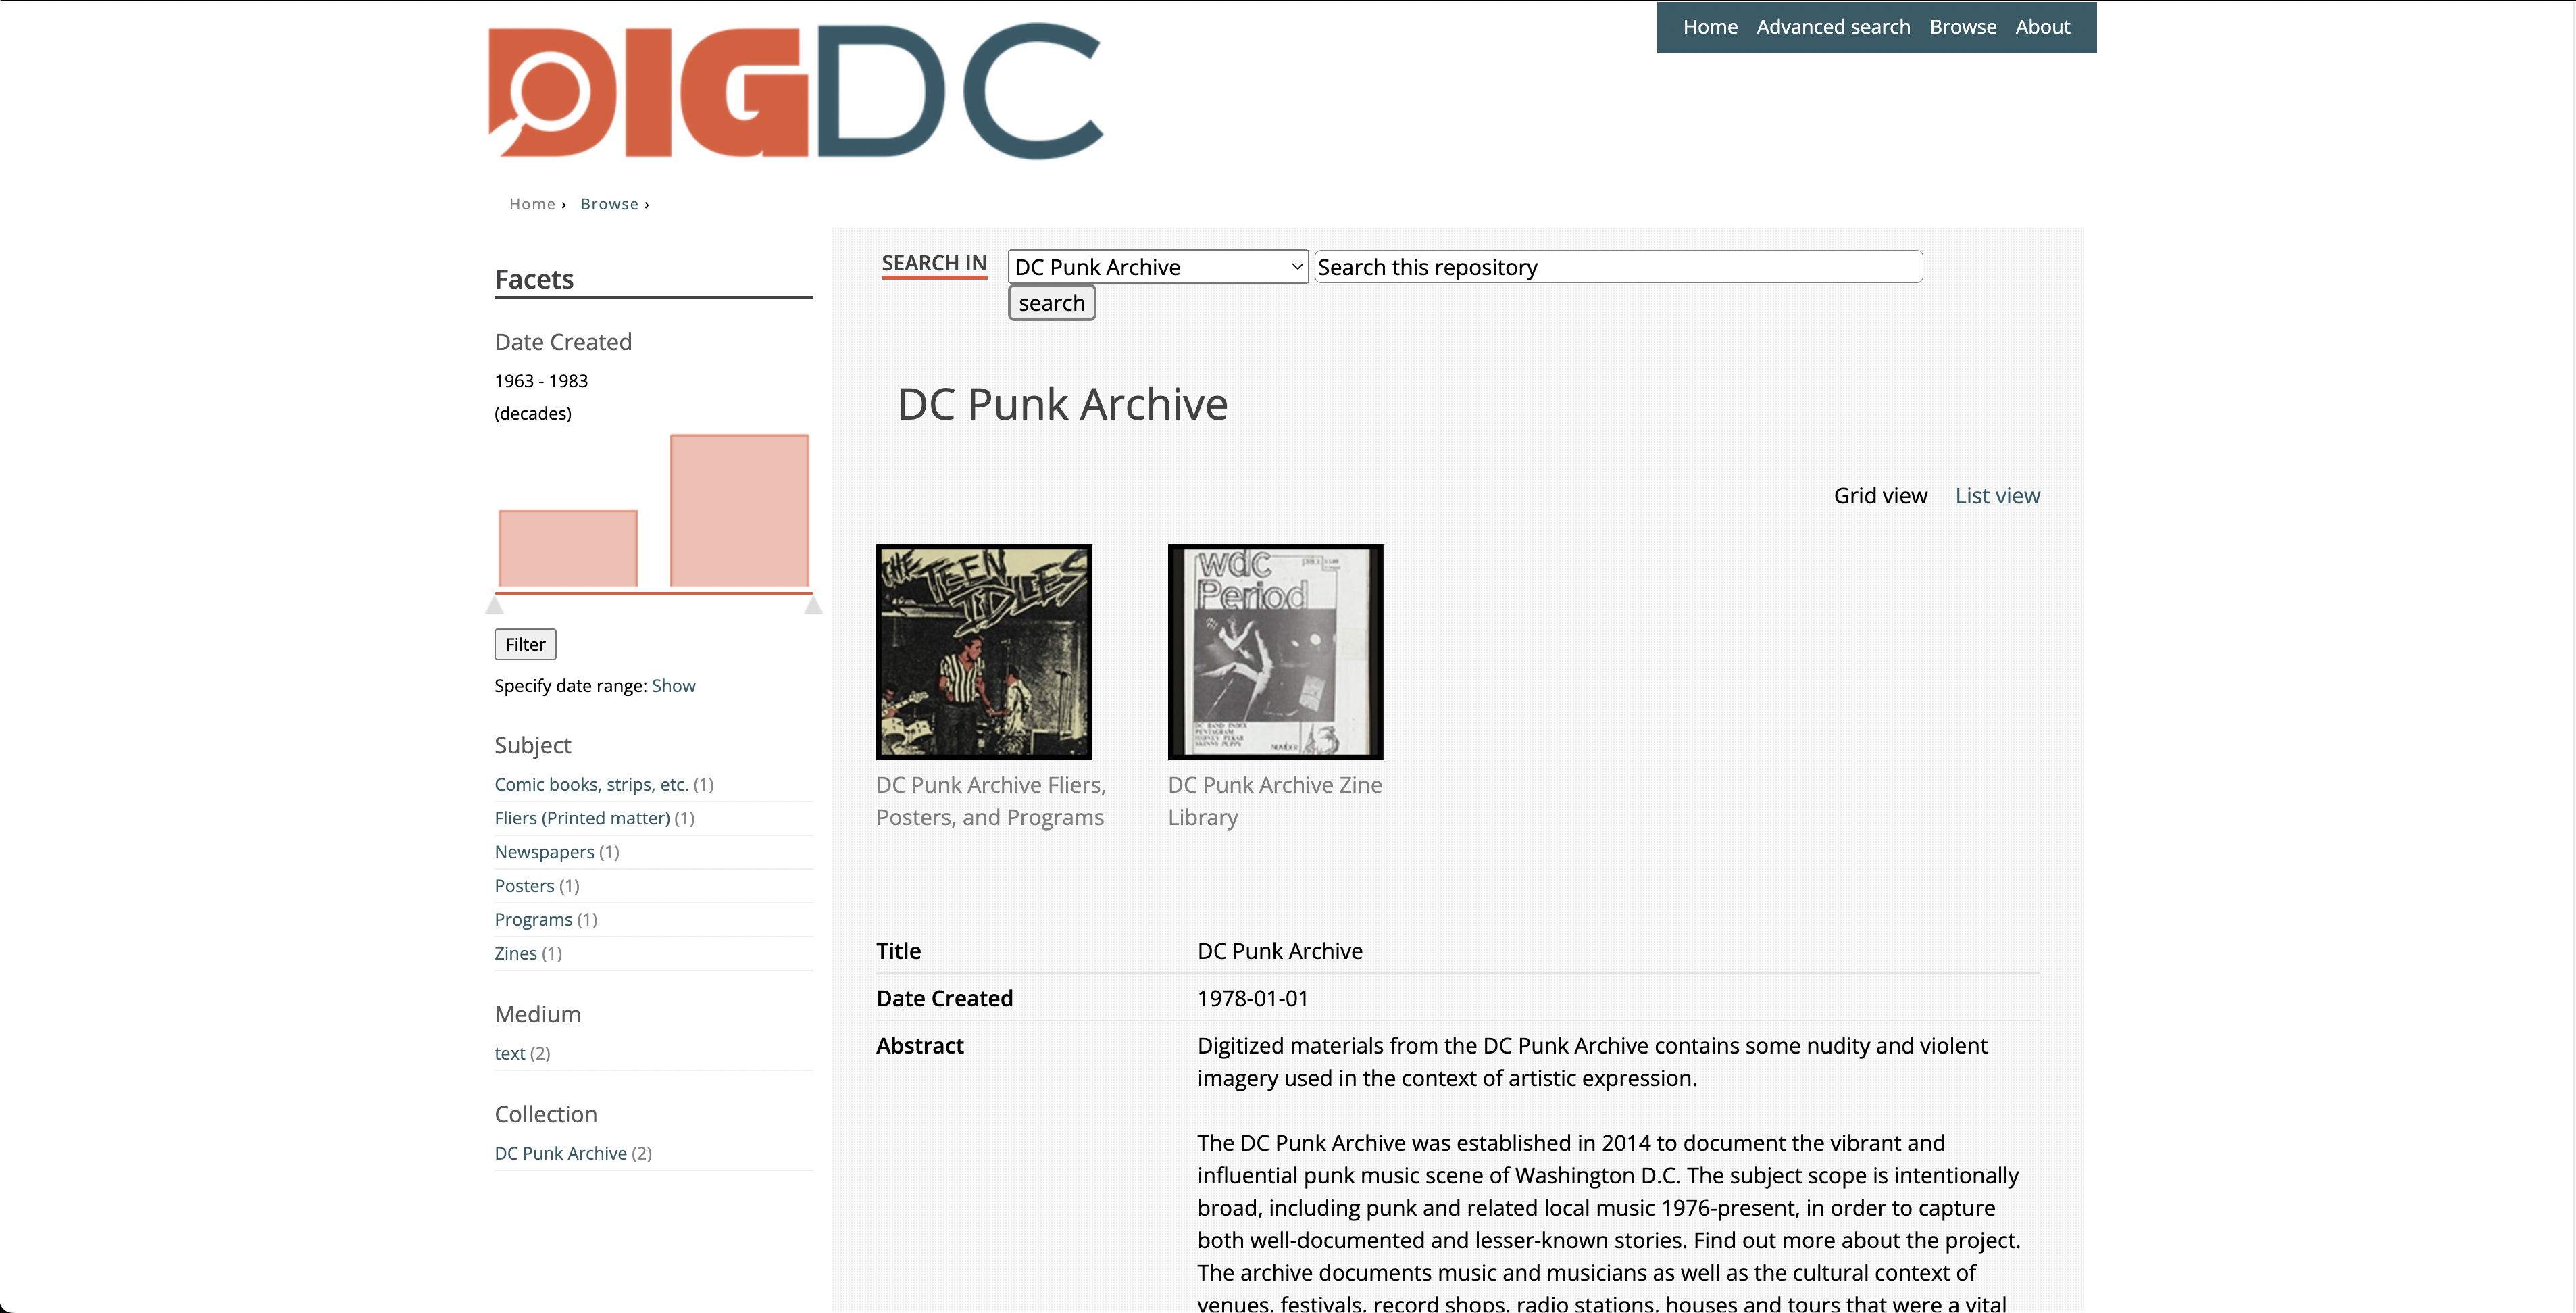 DIGDC
Home Advanced search Browse About
Home › Browse ›
Facets
Date Created
1963 - 1983
(decades)
Filter
Specify date range: Show
Subject
Comic books, strips, etc. (1)
Fliers (Printed matter) (1)
Newspapers (1)
Posters (1)
Programs (1)
Zines (1)
Medium
text (2)
Collection
DC Punk Archive (2)
SEARCH IN DC Punk Archive Search this repository
search
DC Punk Archive
Grid view List view
THE TEEN
IDLES
wdc
Period
DC BAND INDEX
PENTAGRAM
HARVEY PEKAR
SKINNY PUPPY
NUMBER
DC Punk Archive Fliers,
Posters, and Programs
DC Punk Archive Zine
Library
Title DC Punk Archive
Date Created 1978-01-01
Abstract Digitized materials from the DC Punk Archive contains some nudity and violent
imagery used in the context of artistic expression.
The DC Punk Archive was established in 2014 to document the vibrant and
influential punk music scene of Washington D.C. The subject scope is intentionally
broad, including punk and related local music 1976-present, in order to capture
both well-documented and lesser-known stories. Find out more about the project.
The archive documents music and musicians as well as the cultural context of
venues, festivals, record shops, radio stations, houses and tours that were a vital